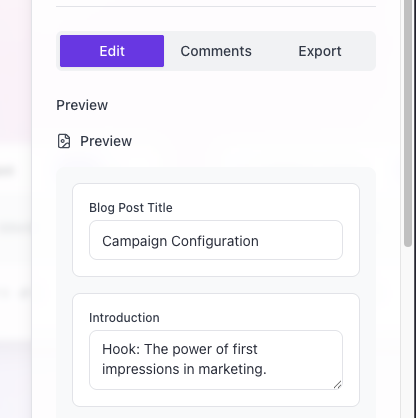 Edit Comments Export
Preview
Preview
Blog Post Title
Campaign Configuration
Introduction
Hook: The power of first
impressions in marketing.